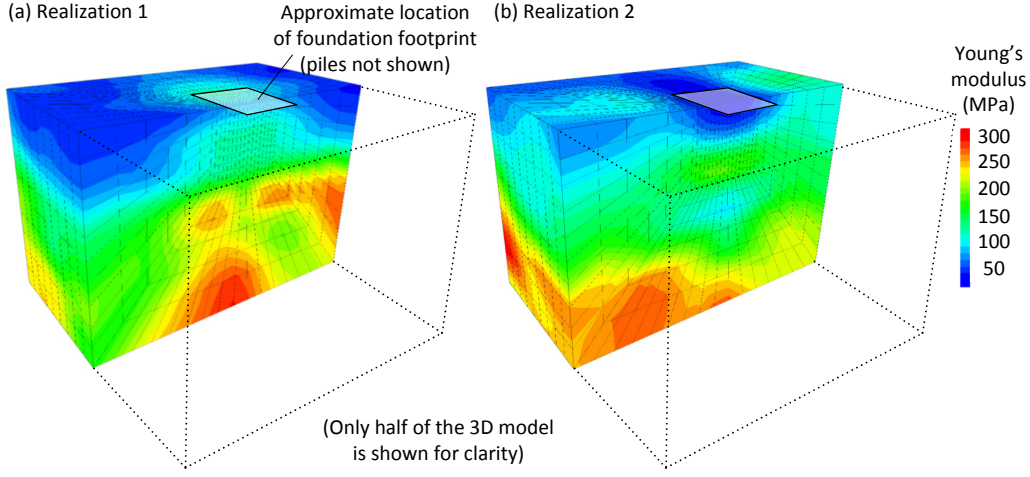 (a) Realization 1
Approximate location
of foundation footprint
(piles not shown)
(b) Realization 2
Young’s
modulus
(MPa)
300
250
200
150
100
50
(Only half of the 3D model
is shown for clarity)